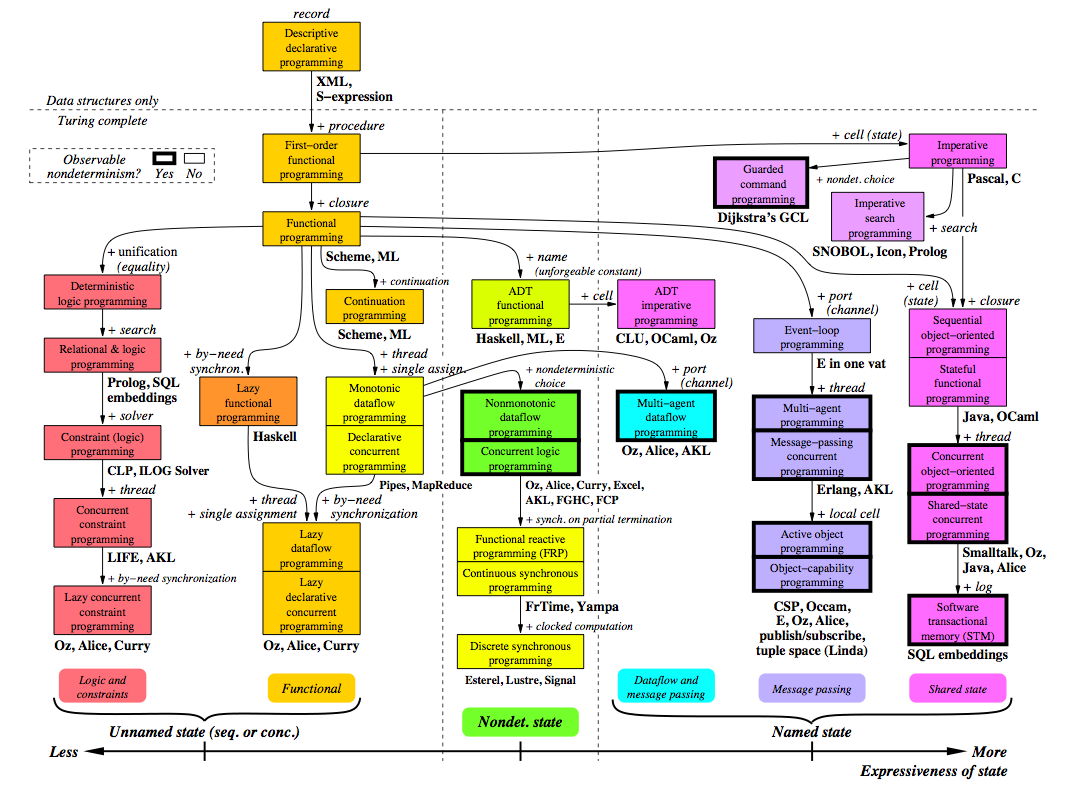 record
Descriptive
declarative
programming
XML,
S−expression
Data structures only
Turing complete
+ procedure
+ cell (state)
Observable
nondeterminism?
Yes
No
First−order
functional
programming
Imperative
programming
Pascal, C
+ nondet. choice
Guarded
command
programming
Dijkstra's GCL
Imperative
search
programming
+ search
SNOBOL, Icon, Prolog
+ closure
Functional
programming
Scheme, ML
+ unification
(equality)
Deterministic
logic programming
+ search
Relational & logic
programming
Prolog, SQL
embeddings
+ solver
Constraint (logic)
programming
CLP, ILOG Solver
+ thread
Concurrent
constraint
programming
LIFE, AKL
+ by−need synchronization
Lazy concurrent
constraint
programming
Oz, Alice, Curry
+ continuation
Continuation
programming
Scheme, ML
+ by−need
synchron.
Lazy
functional
programming
Haskell
+ thread
+ single assign.
Monotonic
dataflow
programming
Declarative
concurrent
programming
Pipes, MapReduce
+ thread
+ single assignment
+ by−need
synchronization
Lazy
dataflow
programming
Lazy
declarative
concurrent
programming
Oz, Alice, Curry
+ name
(unforgeable constant)
ADT
functional
programming
Haskell, ML, E
+ cell
ADT
imperative
programming
CLU, OCaml, Oz
+ nondeterministic
choice
Nonmonotonic
dataflow
programming
Concurrent logic
programming
Oz, Alice, Curry, Excel,
AKL, FGHC, FCP
+ synch. on partial termination
Functional reactive
programming (FRP)
Continuous synchronous
programming
FrTime, Yampa
+ clocked computation
Discrete synchronous
programming
Esterel, Lustre, Signal
+ port
(channel)
Multi−agent
dataflow
programming
Oz, Alice, AKL
+ port
(channel)
Event−loop
programming
E in one vat
+ thread
Multi−agent
programming
Message−passing
concurrent
programming
Erlang, AKL
+ local cell
Active object
programming
Object−capability
programming
CSP, Occam,
E, Oz, Alice,
publish/subscribe,
tuple space (Linda)
+ cell
(state)
+ closure
Sequential
object−oriented
programming
Stateful
functional
programming
Java, OCaml
+ thread
Concurrent
object−oriented
programming
Shared−state
concurrent
programming
Smalltalk, Oz,
Java, Alice
+ log
Software
transactional
memory (STM)
SQL embeddings
Logic and
constraints
Functional
Dataflow and
message passing
Message passing
Shared state
Nondet. state
Unnamed state (seq. or conc.)
Named state
Less
More
Expressiveness of state